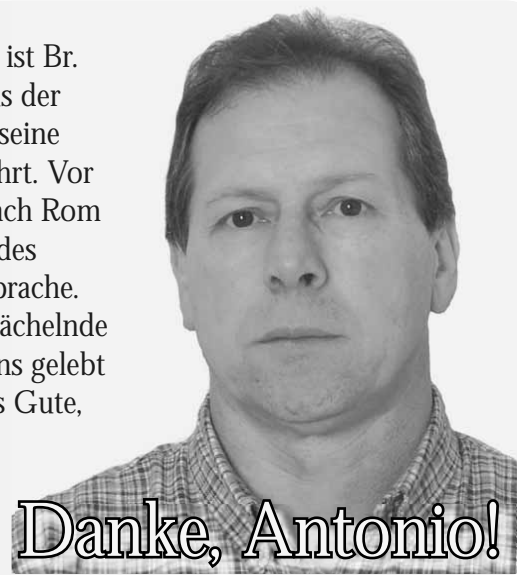 ist Br.
s der
seine
hrt. Vor
ach Rom
des
prache.
ächelnde
ns gelebt
s Gute,
Danke, Antonio!